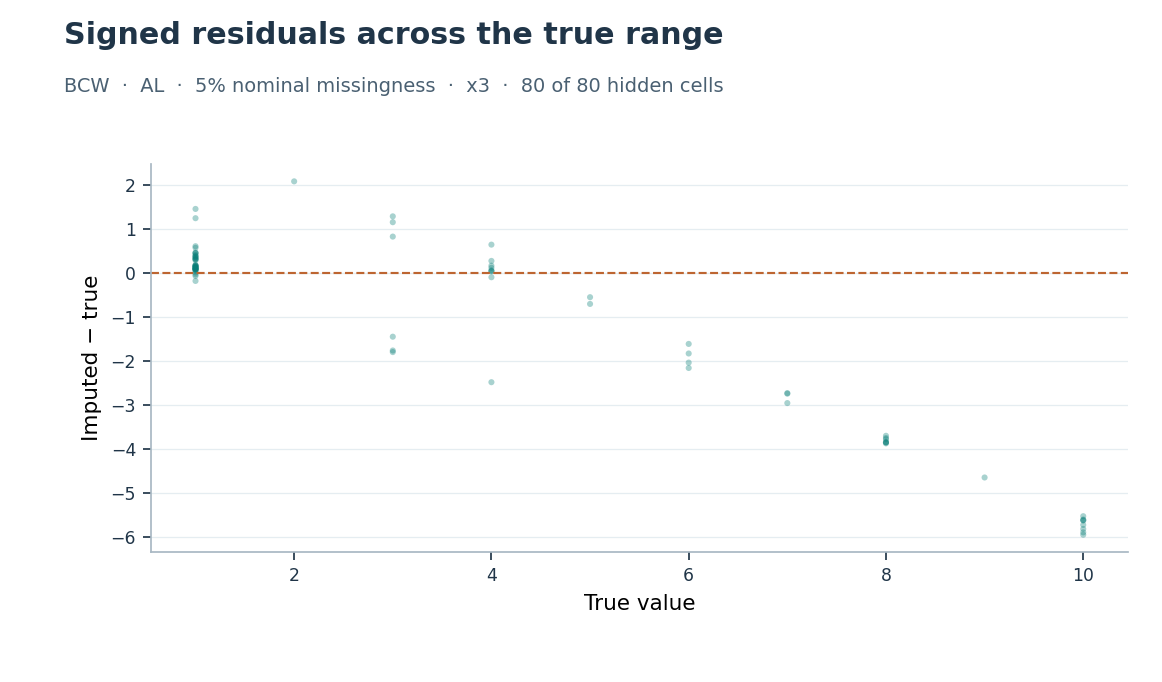 Signed residuals across the true range
BCW · AL · 5% nominal missingness · x3 · 80 of 80 hidden cells
Imputed − true
2
1
0
−1
−2
−3
−4
−5
−6
2 4 6 8 10
True value